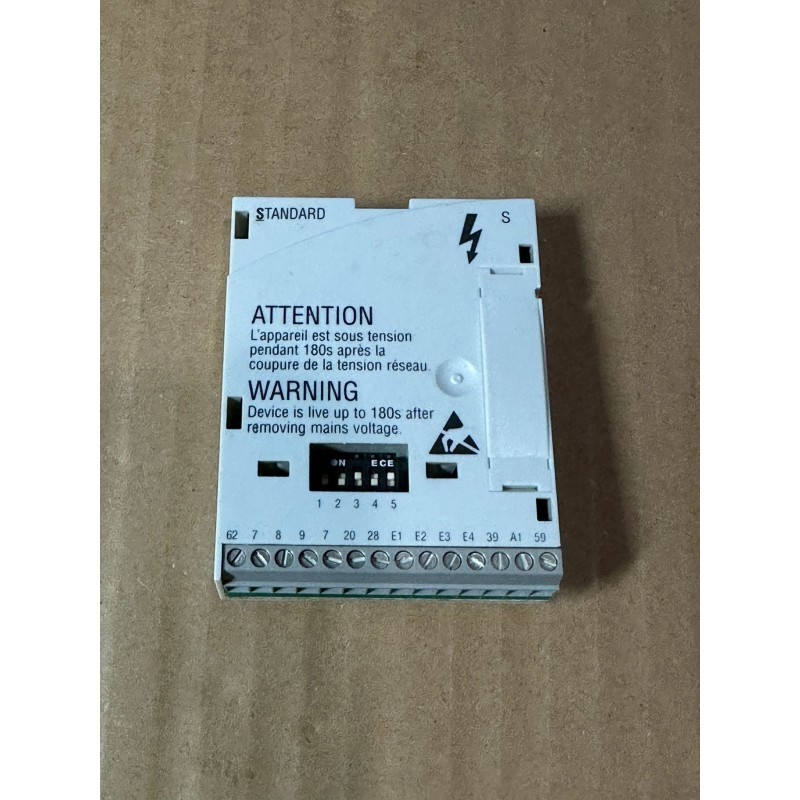 STANDARD S
ATTENTION
L'appareil est sous tension
pendant 180s après la
coupure de la tension réseau.
WARNING
Device is live up to 180s after
removing mains voltage.
ON ECE
1 2 3 4 5
62 7 8 9 7 20 28 E1 E2 E3 E4 39 A1 59